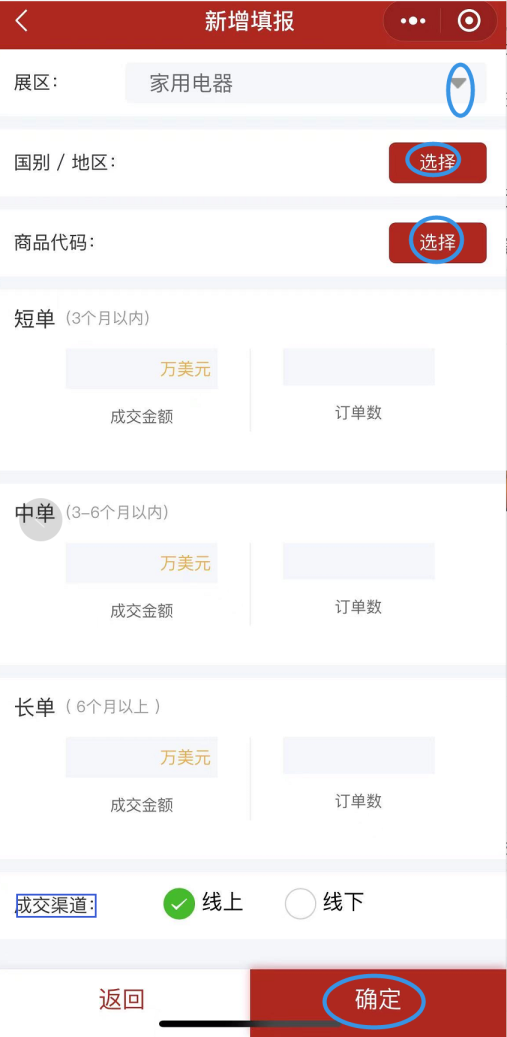 新增填报
展区:
家用电器
国别 / 地区:
选择
商品代码:
选择
短单 (3个月以内)
万美元
成交金额
订单数
中单 (3-6个月以内)
万美元
成交金额
订单数
长单 ( 6个月以上 )
万美元
成交金额
订单数
成交渠道: 线上 线下
返回 确定